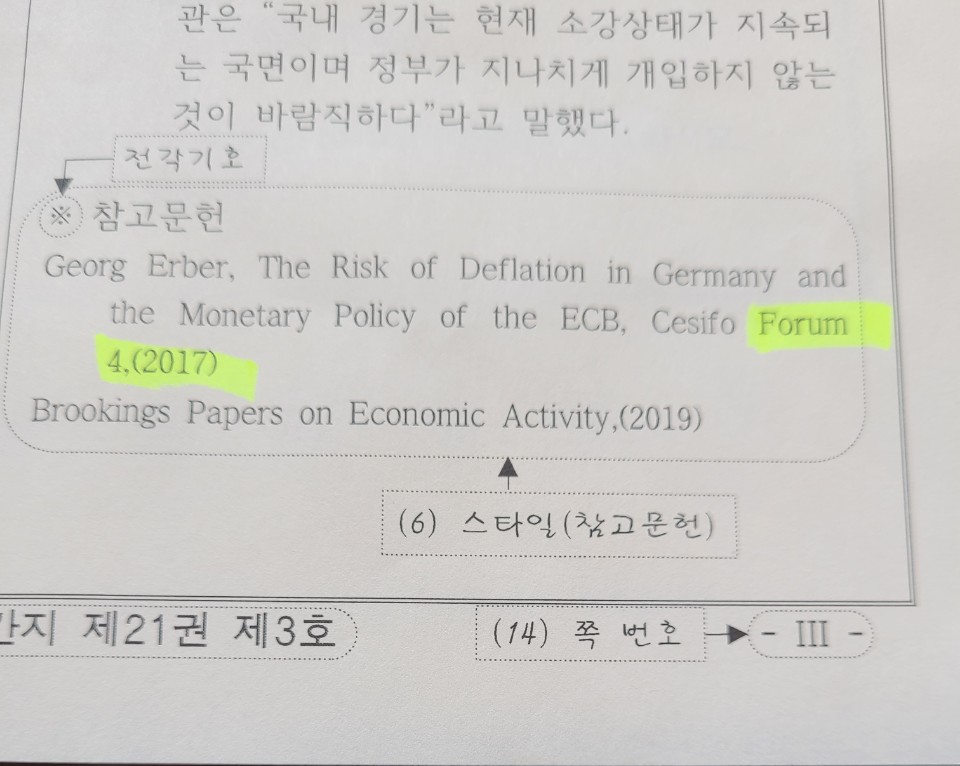 관은 “국내 경기는 현재 소강상태가 지속되
는 국면이며 정부가 지나치게 개입하지 않는
것이 바람직하다”라고 말했다.
전각기호
※ 참고문헌
Georg Erber, The Risk of Deflation in Germany and
the Monetary Policy of the ECB, Cesifo Forum
4,(2017)
Brookings Papers on Economic Activity,(2019)
(6) 스타일(참고문헌)
간지 제21권 제3호
(14) 쪽 번호
- III -